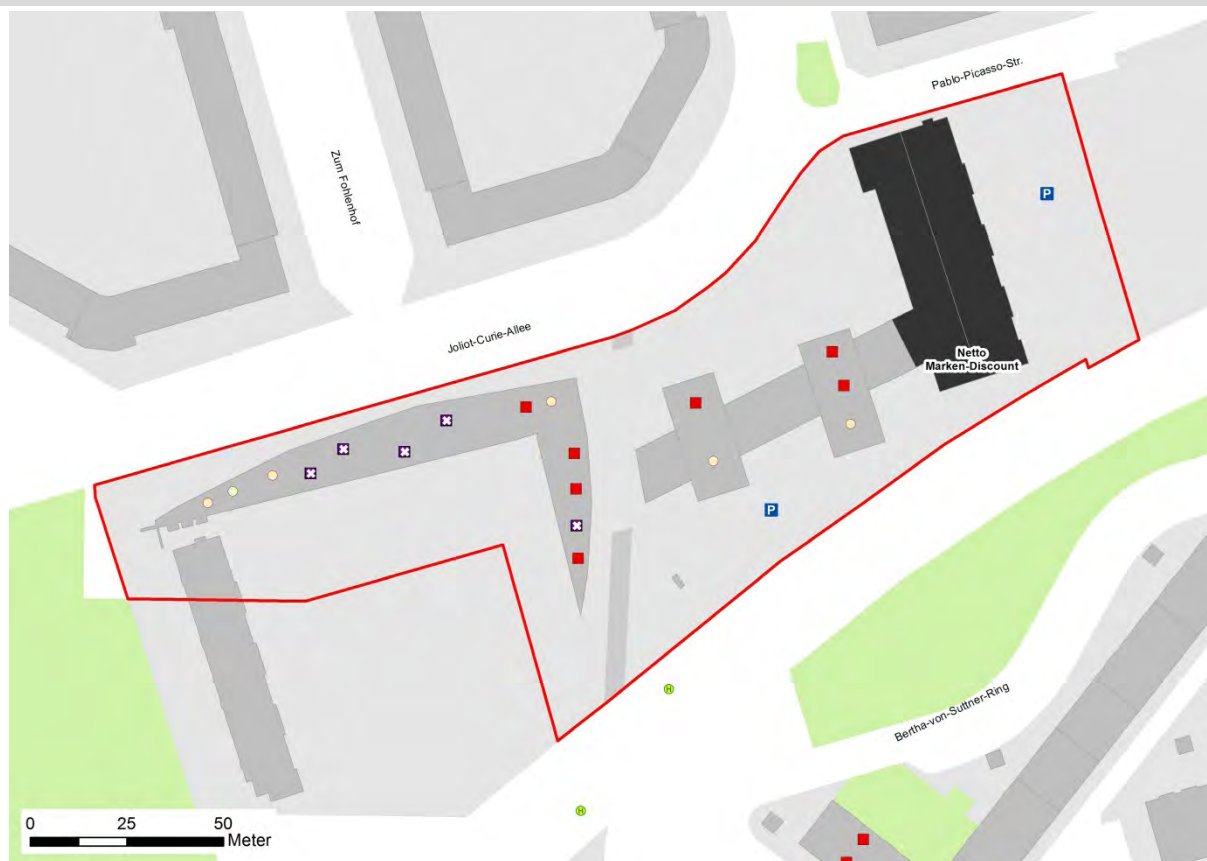 Pablo-Picasso-Str.
Zum Fohlenhof
P
Joliot-Curie-Allee
Netto
Marken-Discount
P
H
Bertha-von-Suttner-Ring
H
0 25 50
Meter